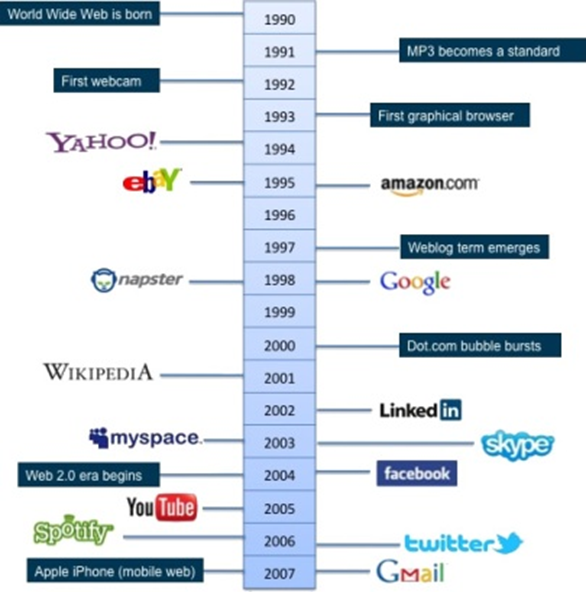 World Wide Web is born
1990
1991
MP3 becomes a standard
First webcam
1992
1993
First graphical browser
YAHOO!
1994
ebaY
1995
amazon.com
1996
1997
Weblog term emerges
napster
1998
Google
1999
2000
Dot.com bubble bursts
WIKIPEDIA
2001
2002
Linked in
myspace.
2003
skype
Web 2.0 era begins
2004
facebook
YouTube
2005
Spotify
2006
twitter
Apple iPhone (mobile web)
2007
GMail